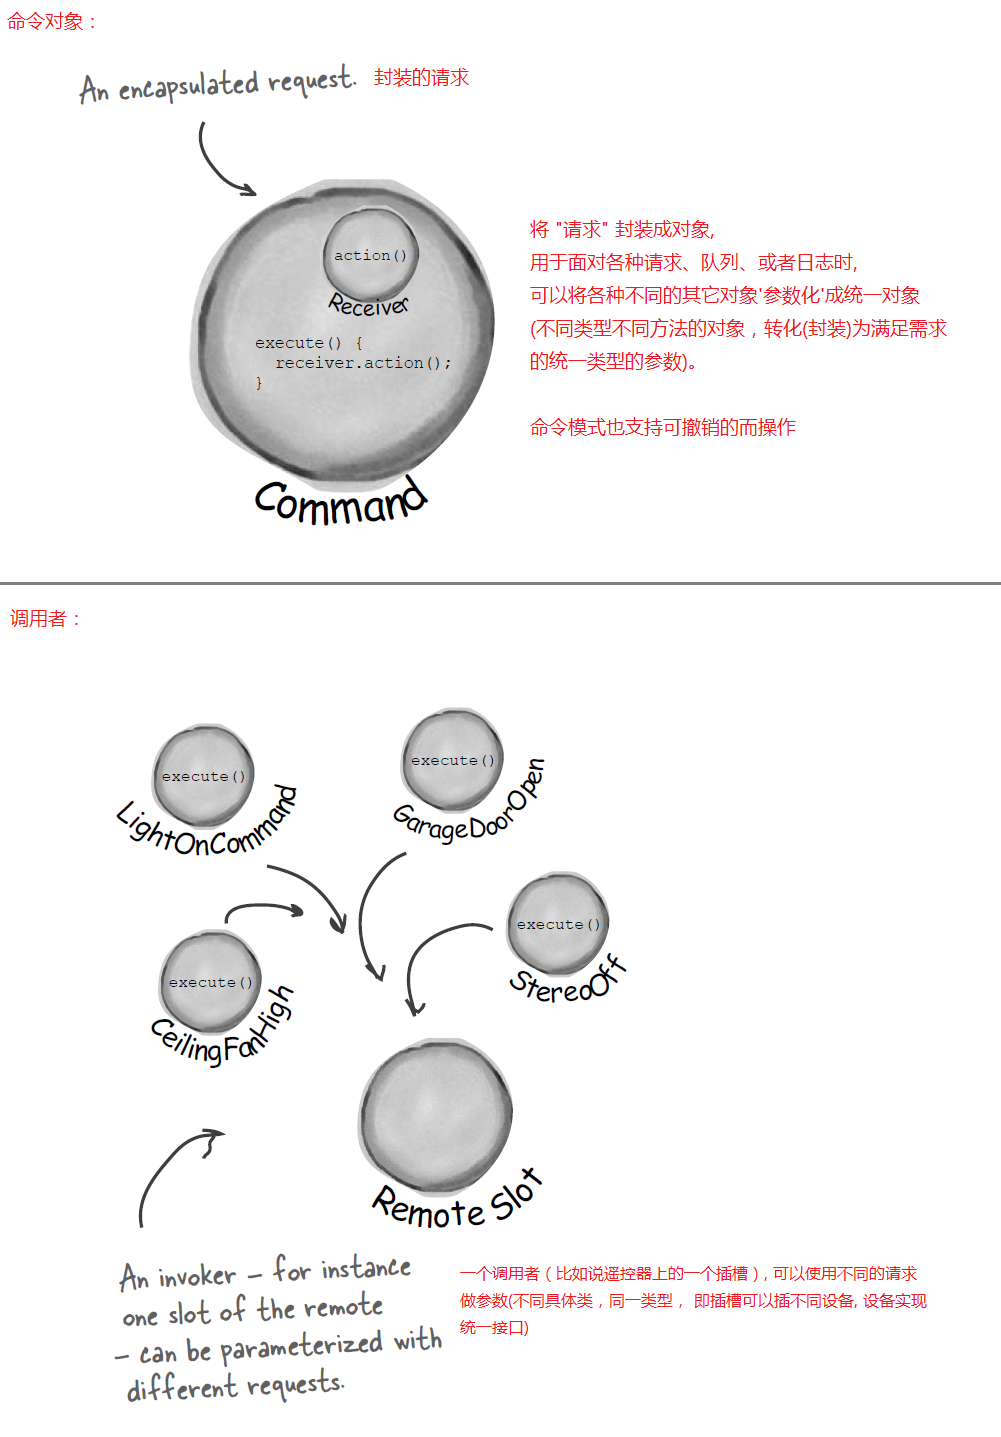 命令对象：
An encapsulated request. 封装的请求
action()
Receiver
execute() {
receiver.action();
}
Command
将 "请求" 封装成对象,
用于面对各种请求、队列、或者日志时,
可以将各种不同的其它对象'参数化'成统一对象
(不同类型不同方法的对象，转化(封装)为满足需求
的统一类型的参数)。
命令模式也支持可撤销的而操作
调用者：
execute()
LightOnCommand
execute()
GarageDoorOpen
execute()
CeilingFanHigh
execute()
StereoOff
Remote Slot
An invoker – for instance
one slot of the remote
– can be parameterized with
different requests.
一个调用者（比如说遥控器上的一个插槽）, 可以使用不同的请求
做参数(不同具体类，同一类型， 即插槽可以插不同设备, 设备实现
统一接口)